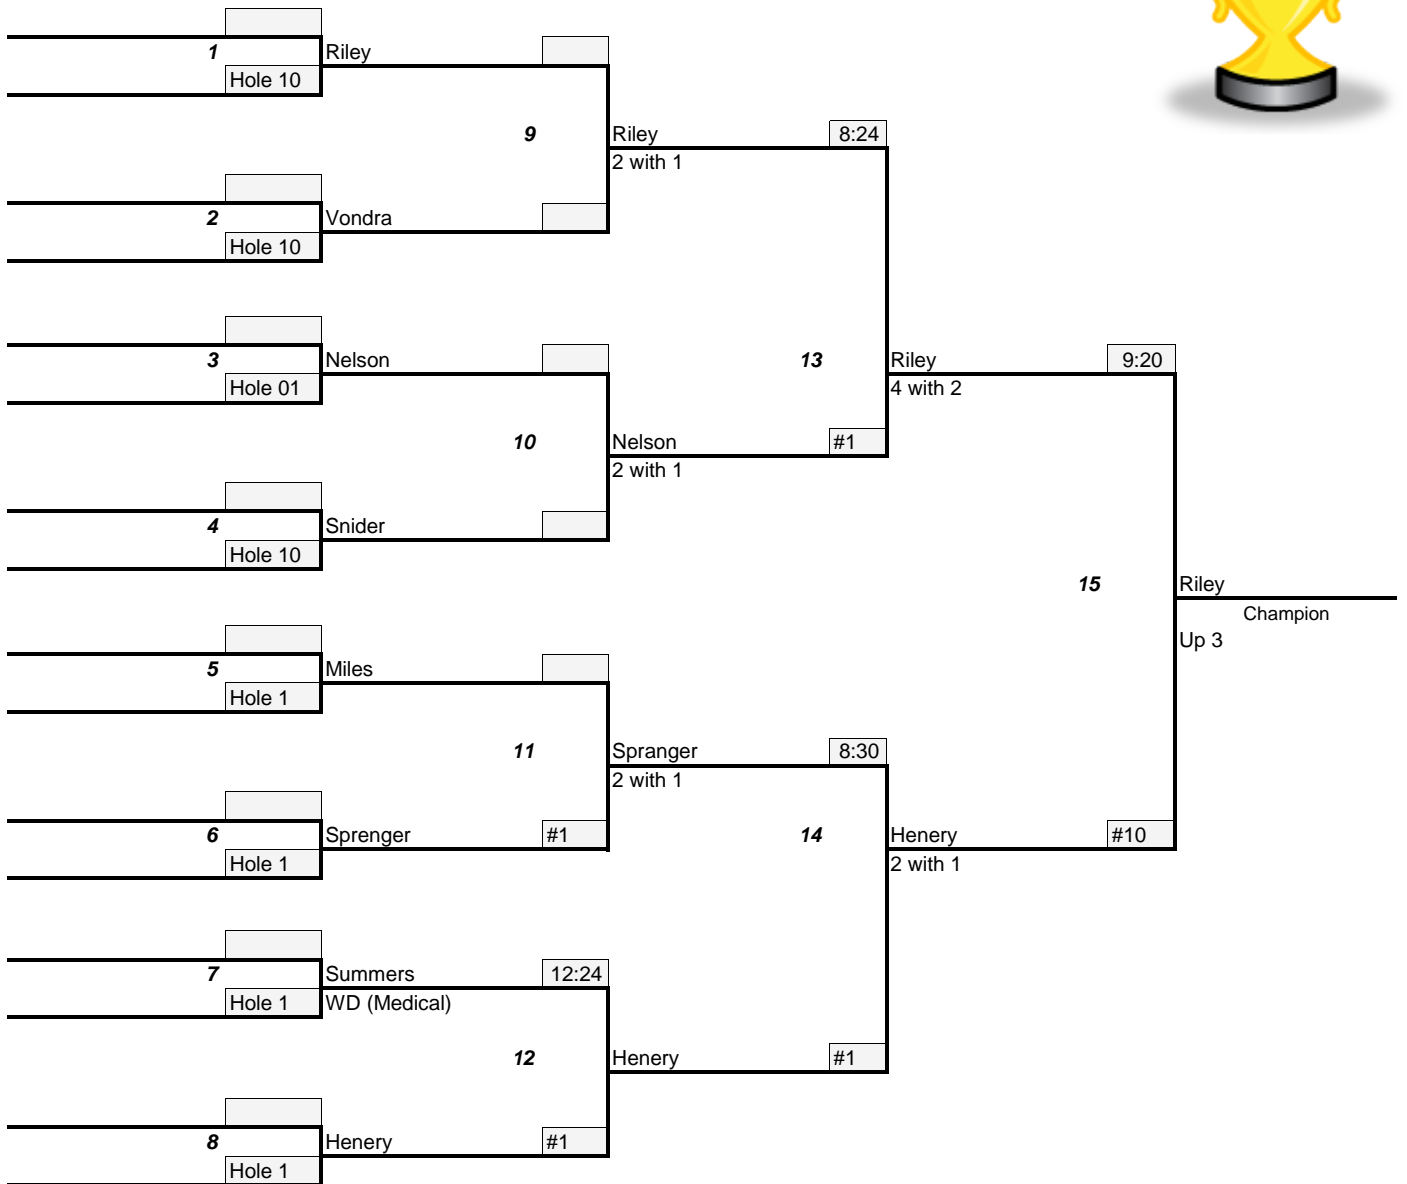 1 Riley
Hole 10
9 Riley 8:24
2 with 1
2 Vondra
Hole 10
3 Nelson 13 Riley 9:20
Hole 01 4 with 2
10 Nelson #1
2 with 1
4 Snider
Hole 10
15 Riley
Champion
Up 3
5 Miles
Hole 1
11 Spranger 8:30
2 with 1
6 Sprenger #1 14 Henery #10
Hole 1 2 with 1
7 Summers 12:24
Hole 1 WD (Medical)
12 Henery #1
8 Henery #1
Hole 1